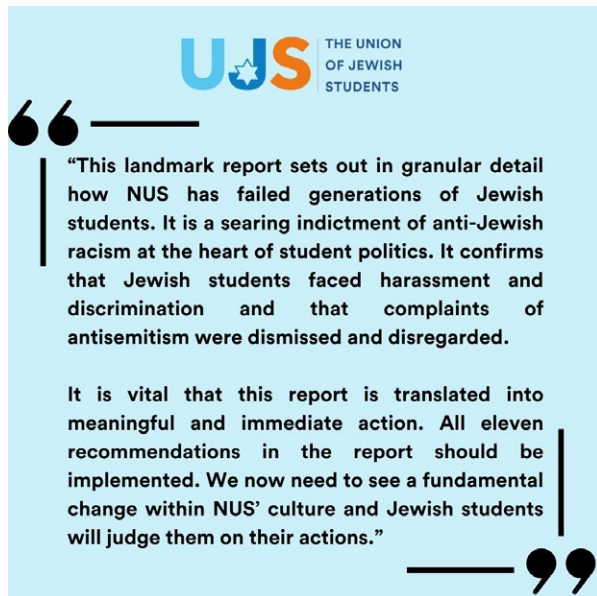 UJS
THE UNION
OF JEWISH
STUDENTS
“This landmark report sets out in granular detail
how NUS has failed generations of Jewish
students. It is a searing indictment of anti-Jewish
racism at the heart of student politics. It confirms
that Jewish students faced harassment and
discrimination and that complaints of
antisemitism were dismissed and disregarded.
It is vital that this report is translated into
meaningful and immediate action. All eleven
recommendations in the report should be
implemented. We now need to see a fundamental
change within NUS’ culture and Jewish students
will judge them on their actions.”